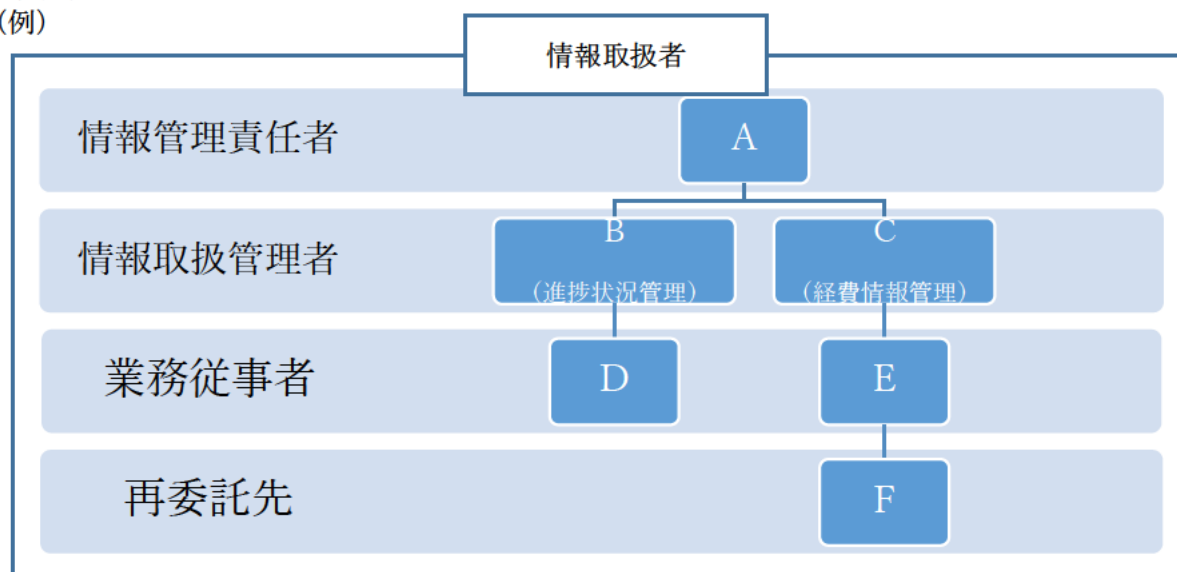 (例)
情報取扱者
情報管理責任者
A
情報取扱管理者
B
(進捗状況管理)
C
(経費情報管理)
業務従事者
D
E
再委託先
F